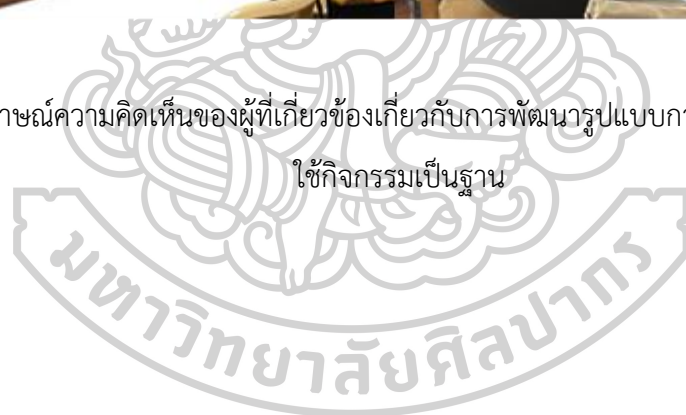 าษณ์ความคิดเห็นของผู้ที่เกี่ยวข้องเกี่ยวกับการพัฒนารูปแบบกา
ใช้กิจกรรมเป็นฐาน
มหาวิทยาลัยศิลปากร